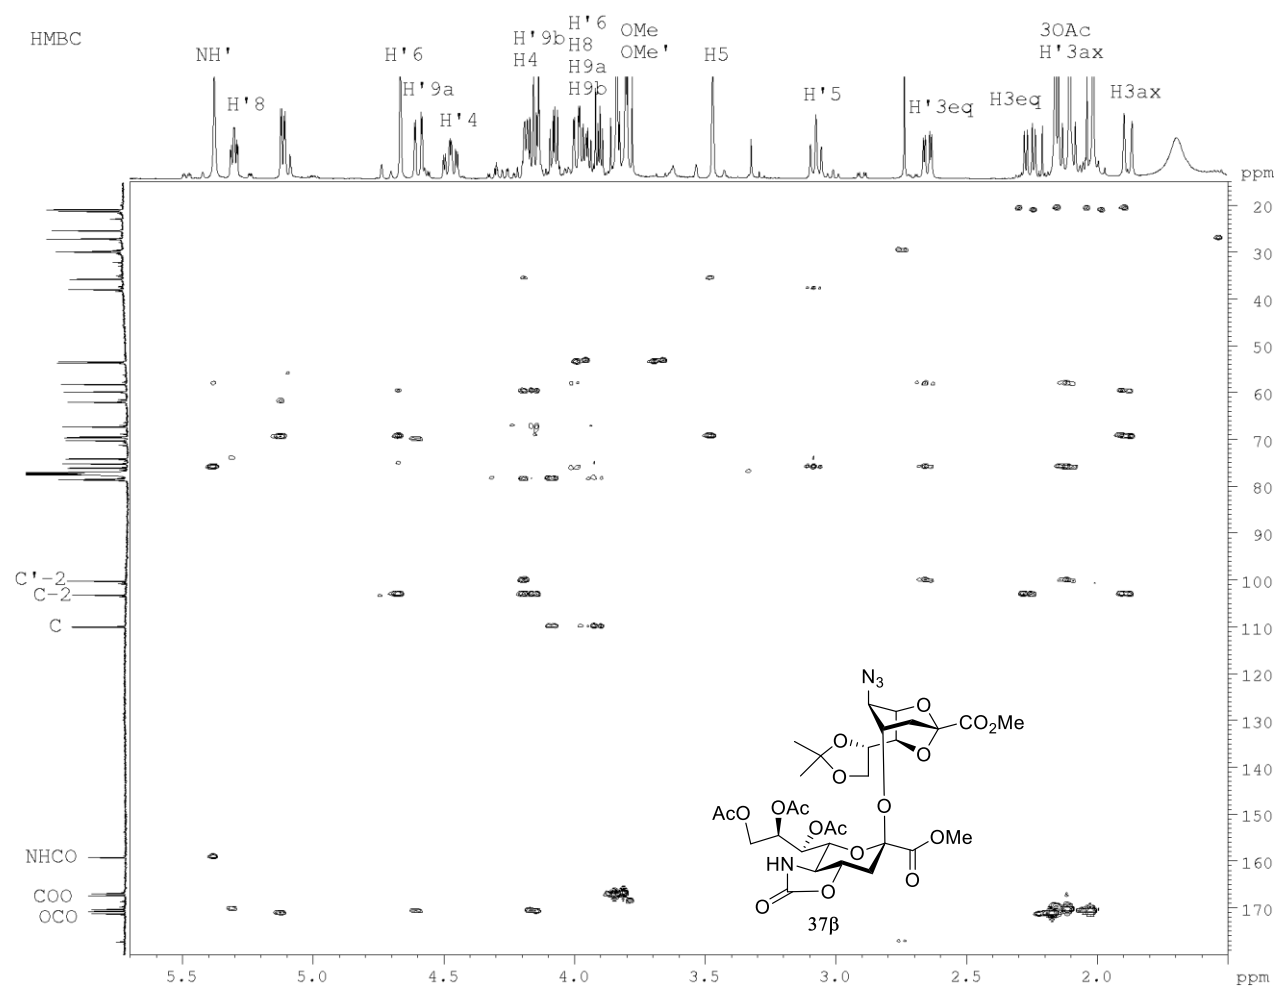 HMBC
NH'
H'8
H'6
H'9a
H'4
H'9b
H4
H'6
H8
H9a
H9b
OMe
OMe'
H5
H'5
H'3eq
H3eq
3OAc
H'3ax
H3ax
ppm
20
30
40
50
60
70
80
90
100
110
120
130
140
150
160
170
C'-2
C-2
C
NHCO
COO
OCO
N3
O
CO2Me
O
O
O
O
AcO
OAc
OAc
O
OMe
O
HN
O
O
37β
5.5
5.0
4.5
4.0
3.5
3.0
2.5
2.0
ppm